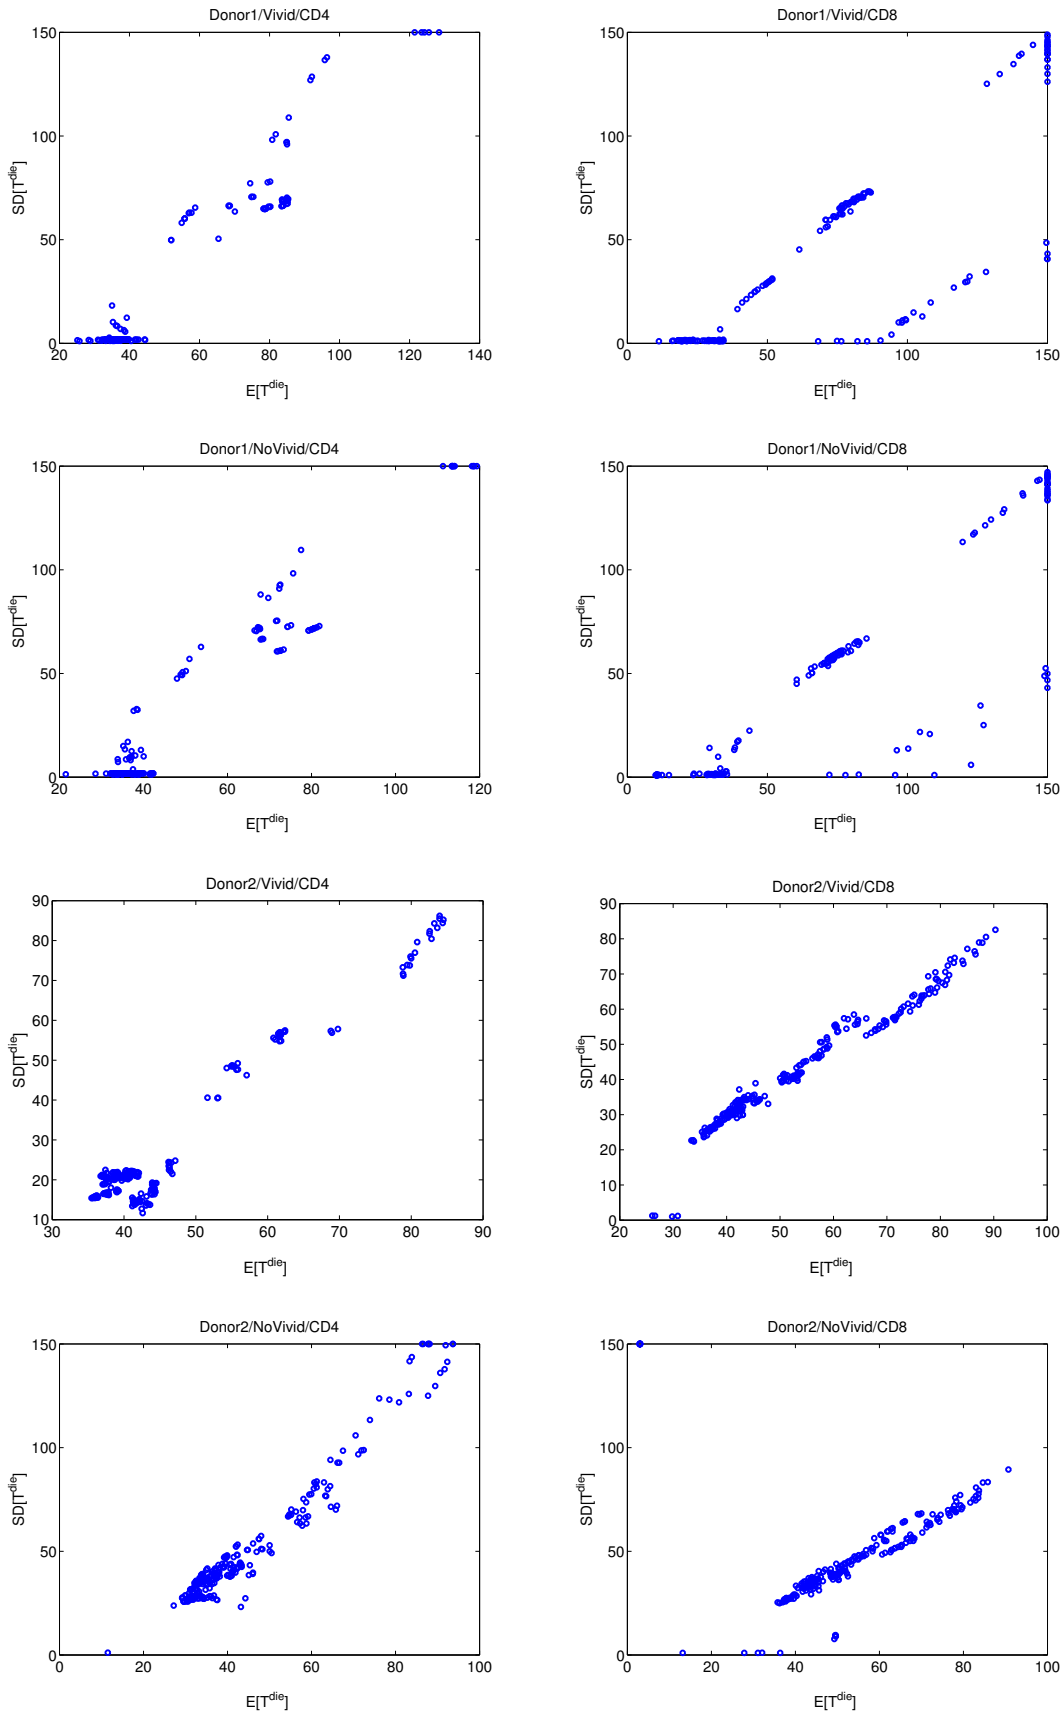 Donor1/Vivid/CD4
150
100
50
0
SD[T^die]
20 40 60 80 100 120 140
E[T^die]
Donor1/Vivid/CD8
150
100
50
0
SD[T^die]
0 50 100 150
E[T^die]
Donor1/NoVivid/CD4
150
100
50
0
SD[T^die]
20 40 60 80 100 120
E[T^die]
Donor1/NoVivid/CD8
150
100
50
0
SD[T^die]
0 50 100 150
E[T^die]
Donor2/Vivid/CD4
90
80
70
60
50
40
30
20
10
SD[T^die]
30 40 50 60 70 80 90
E[T^die]
Donor2/Vivid/CD8
90
80
70
60
50
40
30
20
10
0
SD[T^die]
20 30 40 50 60 70 80 90 100
E[T^die]
Donor2/NoVivid/CD4
150
100
50
0
SD[T^die]
0 20 40 60 80 100
E[T^die]
Donor2/NoVivid/CD8
150
100
50
0
SD[T^die]
0 20 40 60 80 100
E[T^die]